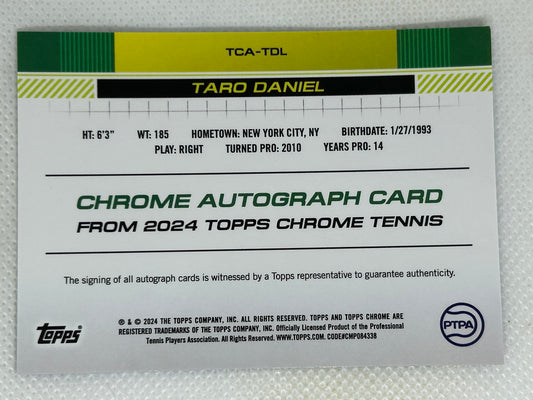 TCA-TDL
TARO DANIEL
HT: 6'3" WT: 185 HOMETOWN: NEW YORK CITY, NY BIRTHDATE: 1/27/1993
PLAY: RIGHT TURNED PRO: 2010 YEARS PRO: 14
CHROME AUTOGRAPH CARD
FROM 2024 TOPPS CHROME TENNIS
The signing of all autograph cards is witnessed by a Topps representative to guarantee authenticity.
® & © 2024 THE TOPPS COMPANY, INC. ALL RIGHTS RESERVED. TOPPS AND TOPPS CHROME ARE
REGISTERED TRADEMARKS OF THE TOPPS COMPANY, INC. Officially Licensed Product of the Professional
Tennis Players Association. All Rights Reserved. WWW.TOPPS.COM. CODE#CMP084338
TOPPS
PTPA